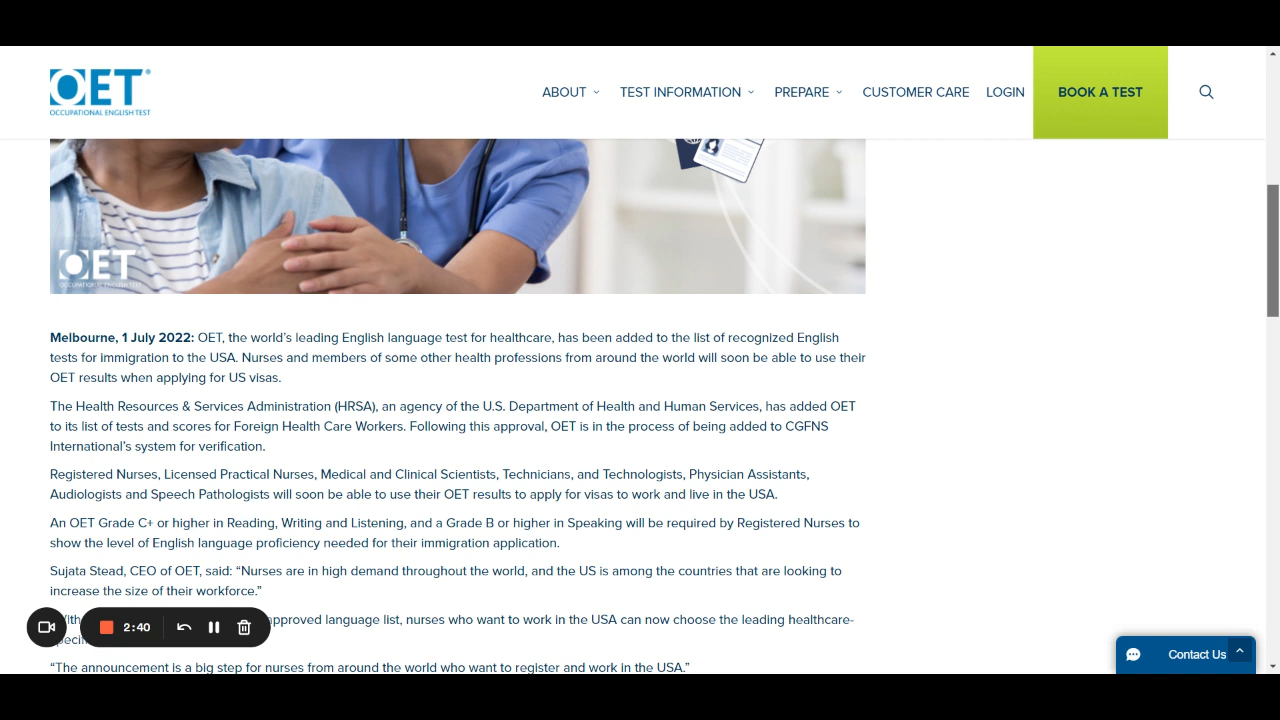 OET
OCCUPATIONAL ENGLISH TEST
ABOUT
TEST INFORMATION
PREPARE
CUSTOMER CARE
LOGIN
BOOK A TEST
OET
OCCUPATIONAL ENGLISH TEST
Melbourne, 1 July 2022: OET, the world's leading English language test for healthcare, has been added to the list of recognized English
tests for immigration to the USA. Nurses and members of some other health professions from around the world will soon be able to use their
OET results when applying for US visas.
The Health Resources & Services Administration (HRSA), an agency of the U.S. Department of Health and Human Services, has added OET
to its list of tests and scores for Foreign Health Care Workers. Following this approval, OET is in the process of being added to CGFNS
International's system for verification.
Registered Nurses, Licensed Practical Nurses, Medical and Clinical Scientists, Technicians, and Technologists, Physician Assistants,
Audiologists and Speech Pathologists will soon be able to use their OET results to apply for visas to work and live in the USA.
An OET Grade C+ or higher in Reading, Writing and Listening, and a Grade B or higher in Speaking will be required by Registered Nurses to
show the level of English language proficiency needed for their immigration application.
Sujata Stead, CEO of OET, said: “Nurses are in high demand throughout the world, and the US is among the countries that are looking to
increase the size of their workforce.”
approved language list, nurses who want to work in the USA can now choose the leading healthcare-
“The announcement is a big step for nurses from around the world who want to register and work in the USA.”
2:40
Contact Us